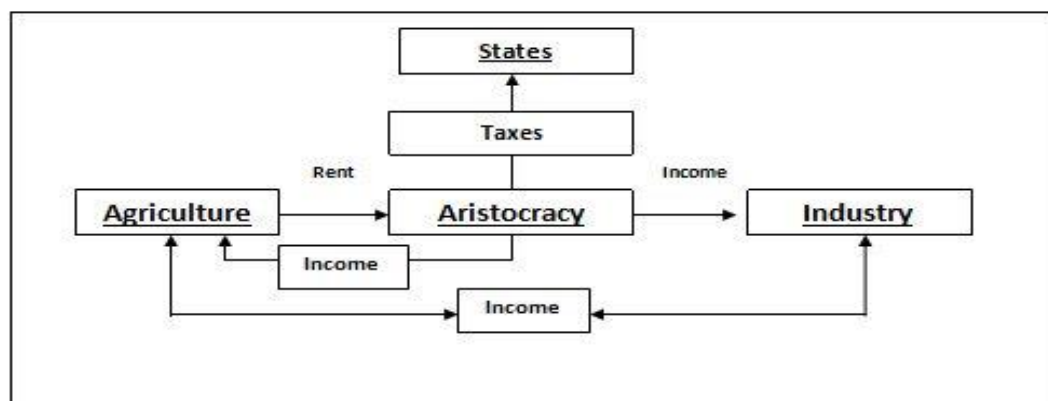 States
Taxes
Rent
Income
Agriculture
Aristocracy
Industry
Income
Income